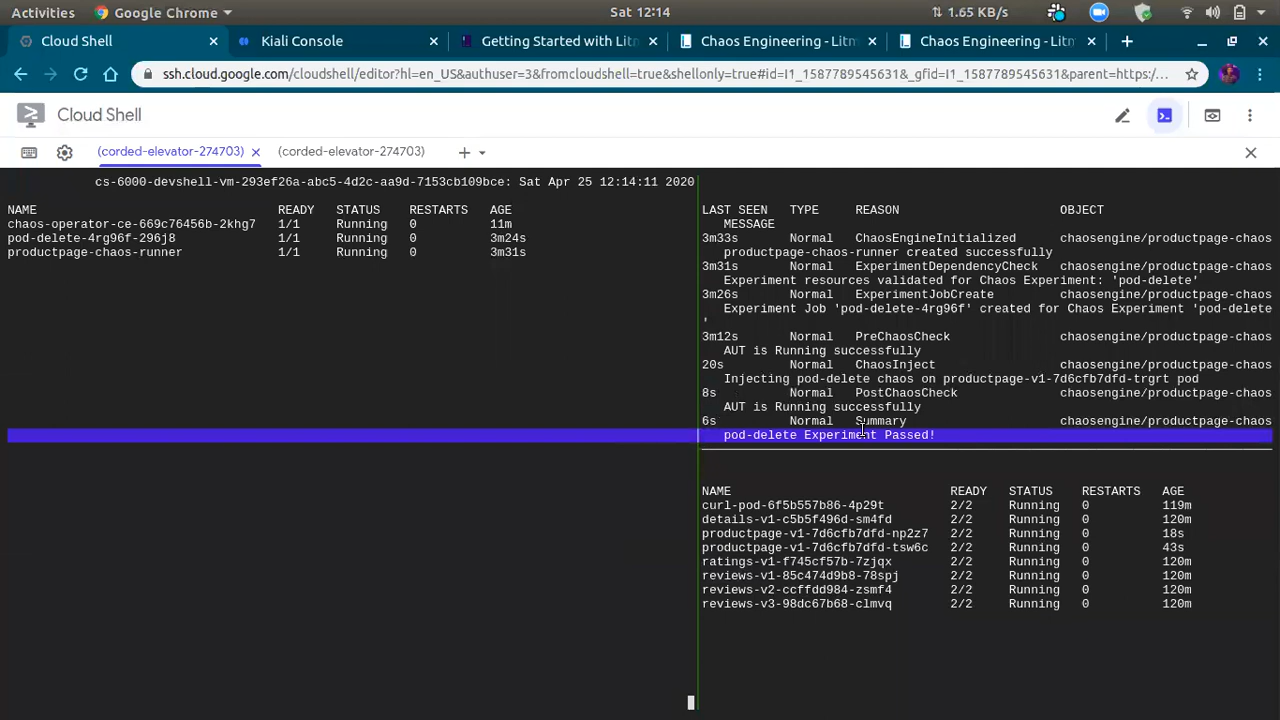 Activities Google Chrome Sat 12:14 1.65 KB/s
Cloud Shell Kiali Console Getting Started with Litn Chaos Engineering - Litn Chaos Engineering - Litn
ssh.cloud.google.com/cloudshell/editor?hl=en_US&authuser=3&fromcloudshell=true&shellonly=true#id=I1_1587789545631&_gfid=I1_1587789545631&parent=https:/...
Cloud Shell
(corded-elevator-274703) (corded-elevator-274703)
cs-6000-devshell-vm-293ef26a-abc5-4d2c-aa9d-7153cb109bce: Sat Apr 25 12:14:11 2020
NAME READY STATUS RESTARTS AGE
chaos-operator-ce-669c76456b-2khg7 1/1 Running 0 11m
pod-delete-4rg96f-296j8 1/1 Running 0 3m24s
productpage-chaos-runner 1/1 Running 0 3m31s
LAST SEEN TYPE REASON OBJECT
MESSAGE
3m33s Normal ChaosEngineInitialized chaosengine/productpage-chaos
productpage-chaos-runner created successfully
3m31s Normal ExperimentDependencyCheck chaosengine/productpage-chaos
Experiment resources validated for Chaos Experiment: 'pod-delete'
3m26s Normal ExperimentJobCreate chaosengine/productpage-chaos
Experiment Job 'pod-delete-4rg96f' created for Chaos Experiment 'pod-delete
'
3m12s Normal PreChaosCheck chaosengine/productpage-chaos
AUT is Running successfully
20s Normal ChaosInject chaosengine/productpage-chaos
Injecting pod-delete chaos on productpage-v1-7d6cfb7dfd-trgrt pod
8s Normal PostChaosCheck chaosengine/productpage-chaos
AUT is Running successfully
6s Normal Summary chaosengine/productpage-chaos
pod-delete Experiment Passed!
NAME READY STATUS RESTARTS AGE
curl-pod-6f5b557b86-4p29t 2/2 Running 0 119m
details-v1-c5b5f496d-sm4fd 2/2 Running 0 120m
productpage-v1-7d6cfb7dfd-np2z7 2/2 Running 0 18s
productpage-v1-7d6cfb7dfd-tsw6c 2/2 Running 0 43s
ratings-v1-f745cf57b-7zjqx 2/2 Running 0 120m
reviews-v1-85c474d9b8-78spj 2/2 Running 0 120m
reviews-v2-ccffdd984-zsmf4 2/2 Running 0 120m
reviews-v3-98dc67b68-clmvq 2/2 Running 0 120m